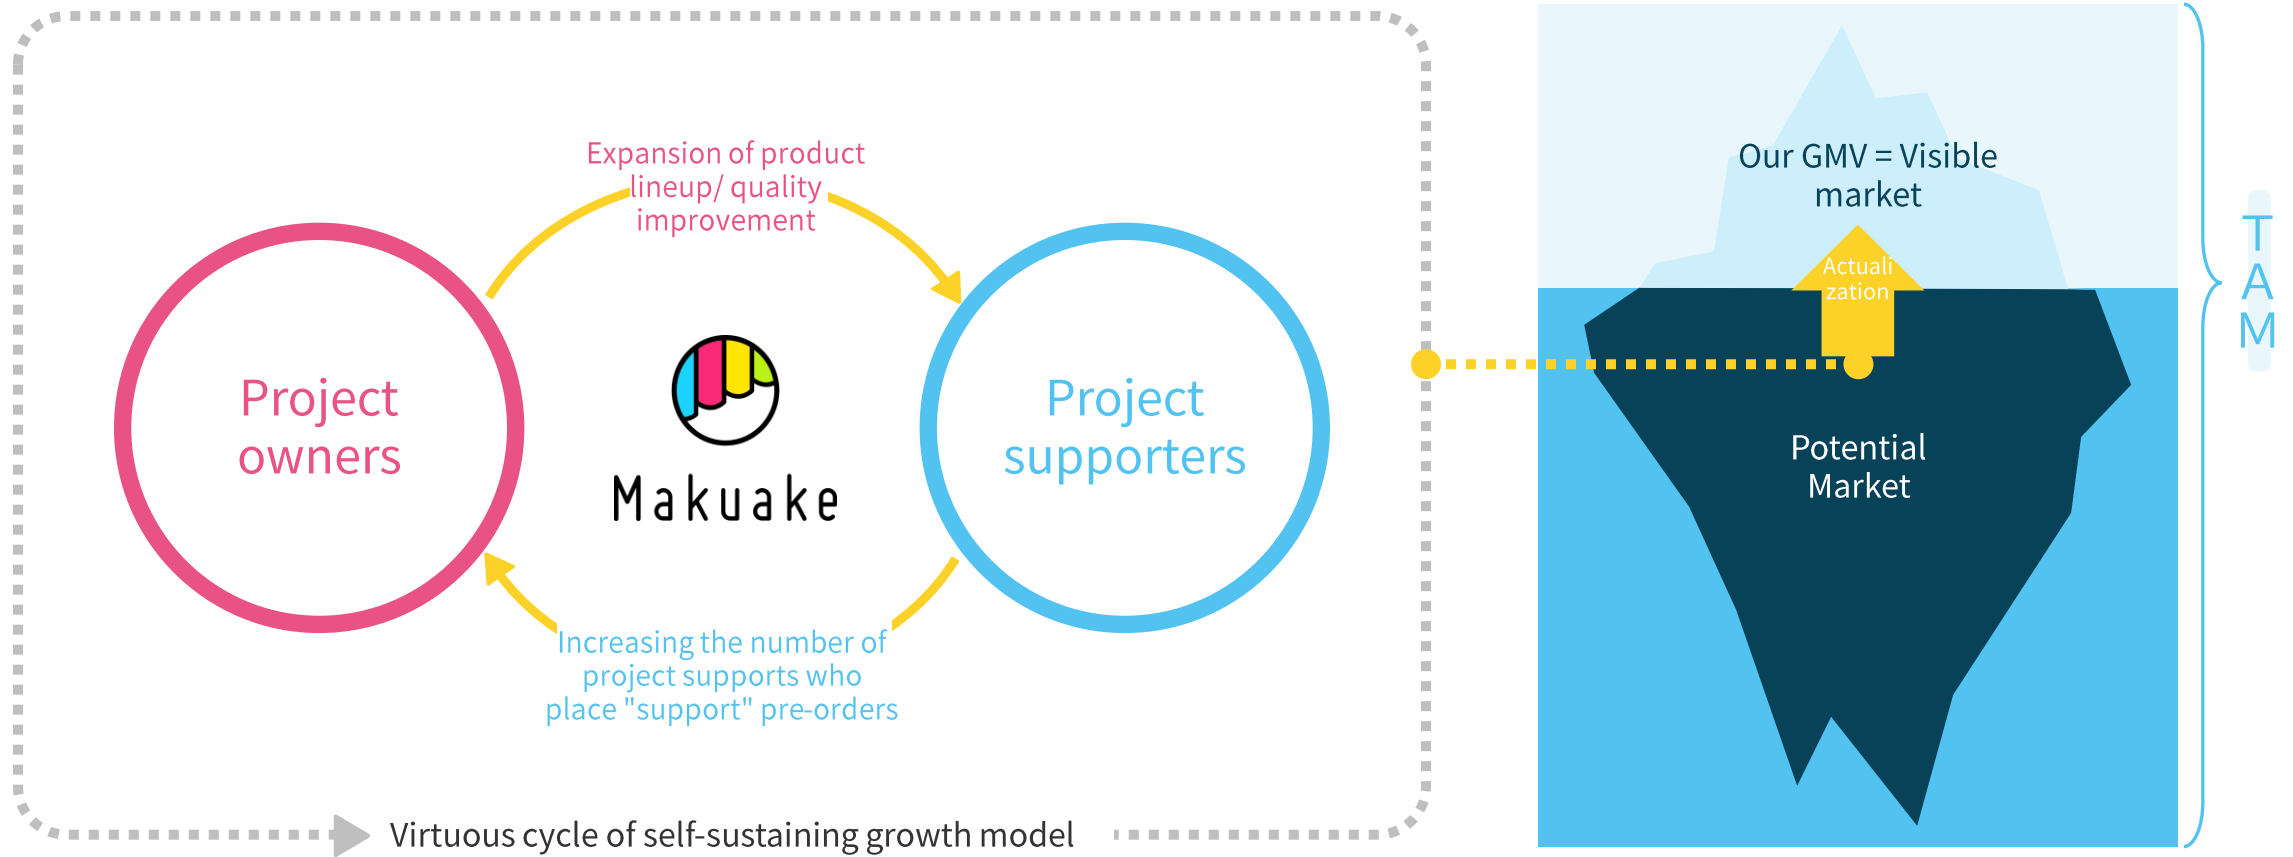 Expansion of product
lineup/ quality
improvement
Project
owners
Makuake
Project
supporters
Increasing the number of
project supports who
place "support" pre-orders
Virtuous cycle of self-sustaining growth model
Our GMV = Visible
market
Actuali
zation
Potential
Market
TAM